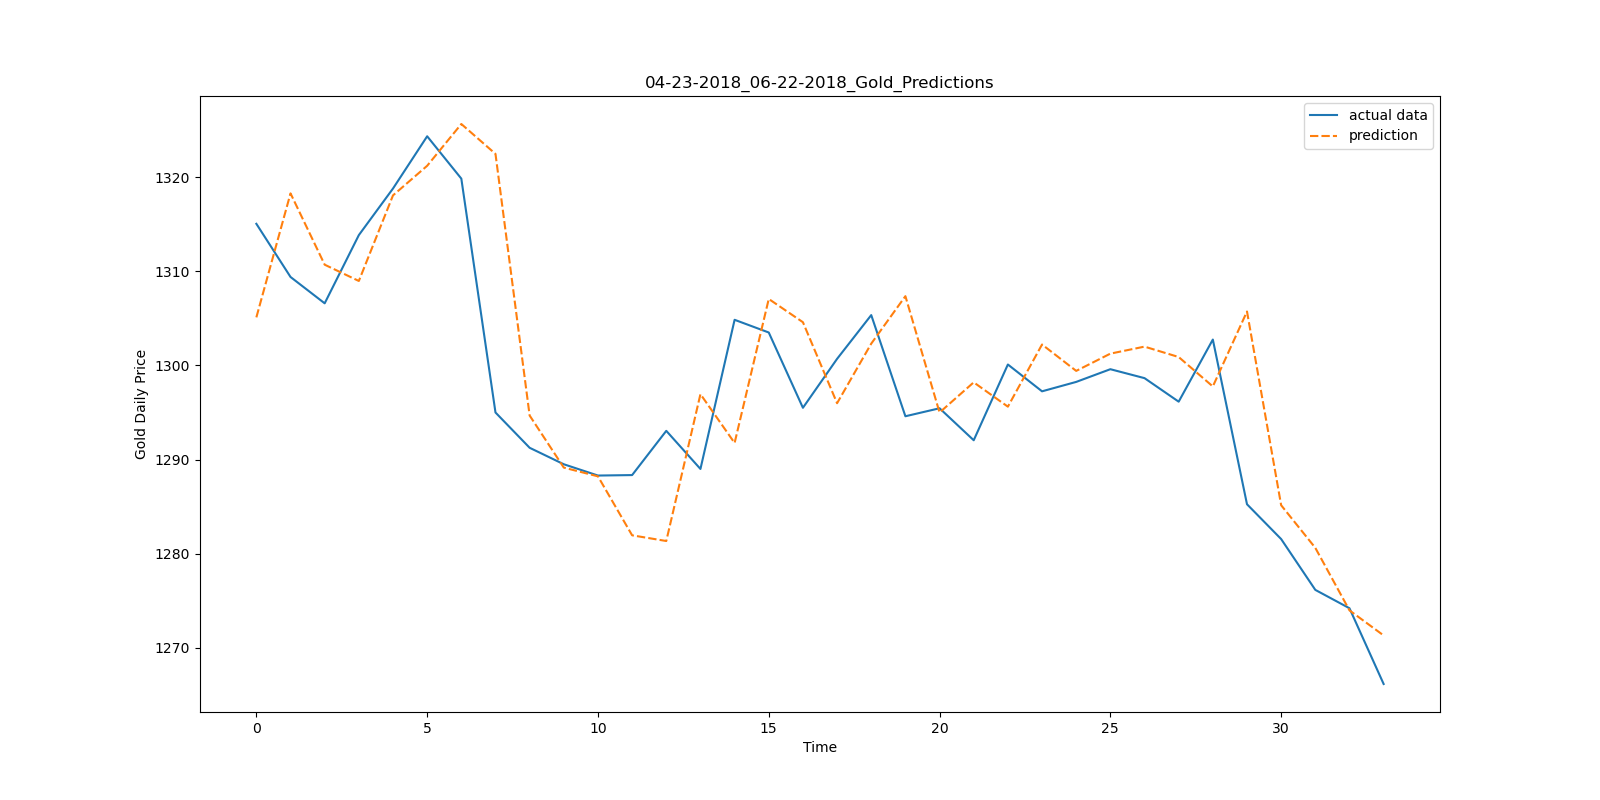 04-23-2018_06-22-2018_Gold_Predictions
actual data
prediction
1320
1310
1300
1290
1280
1270
Gold Daily Price
0 5 10 15 20 25 30
Time